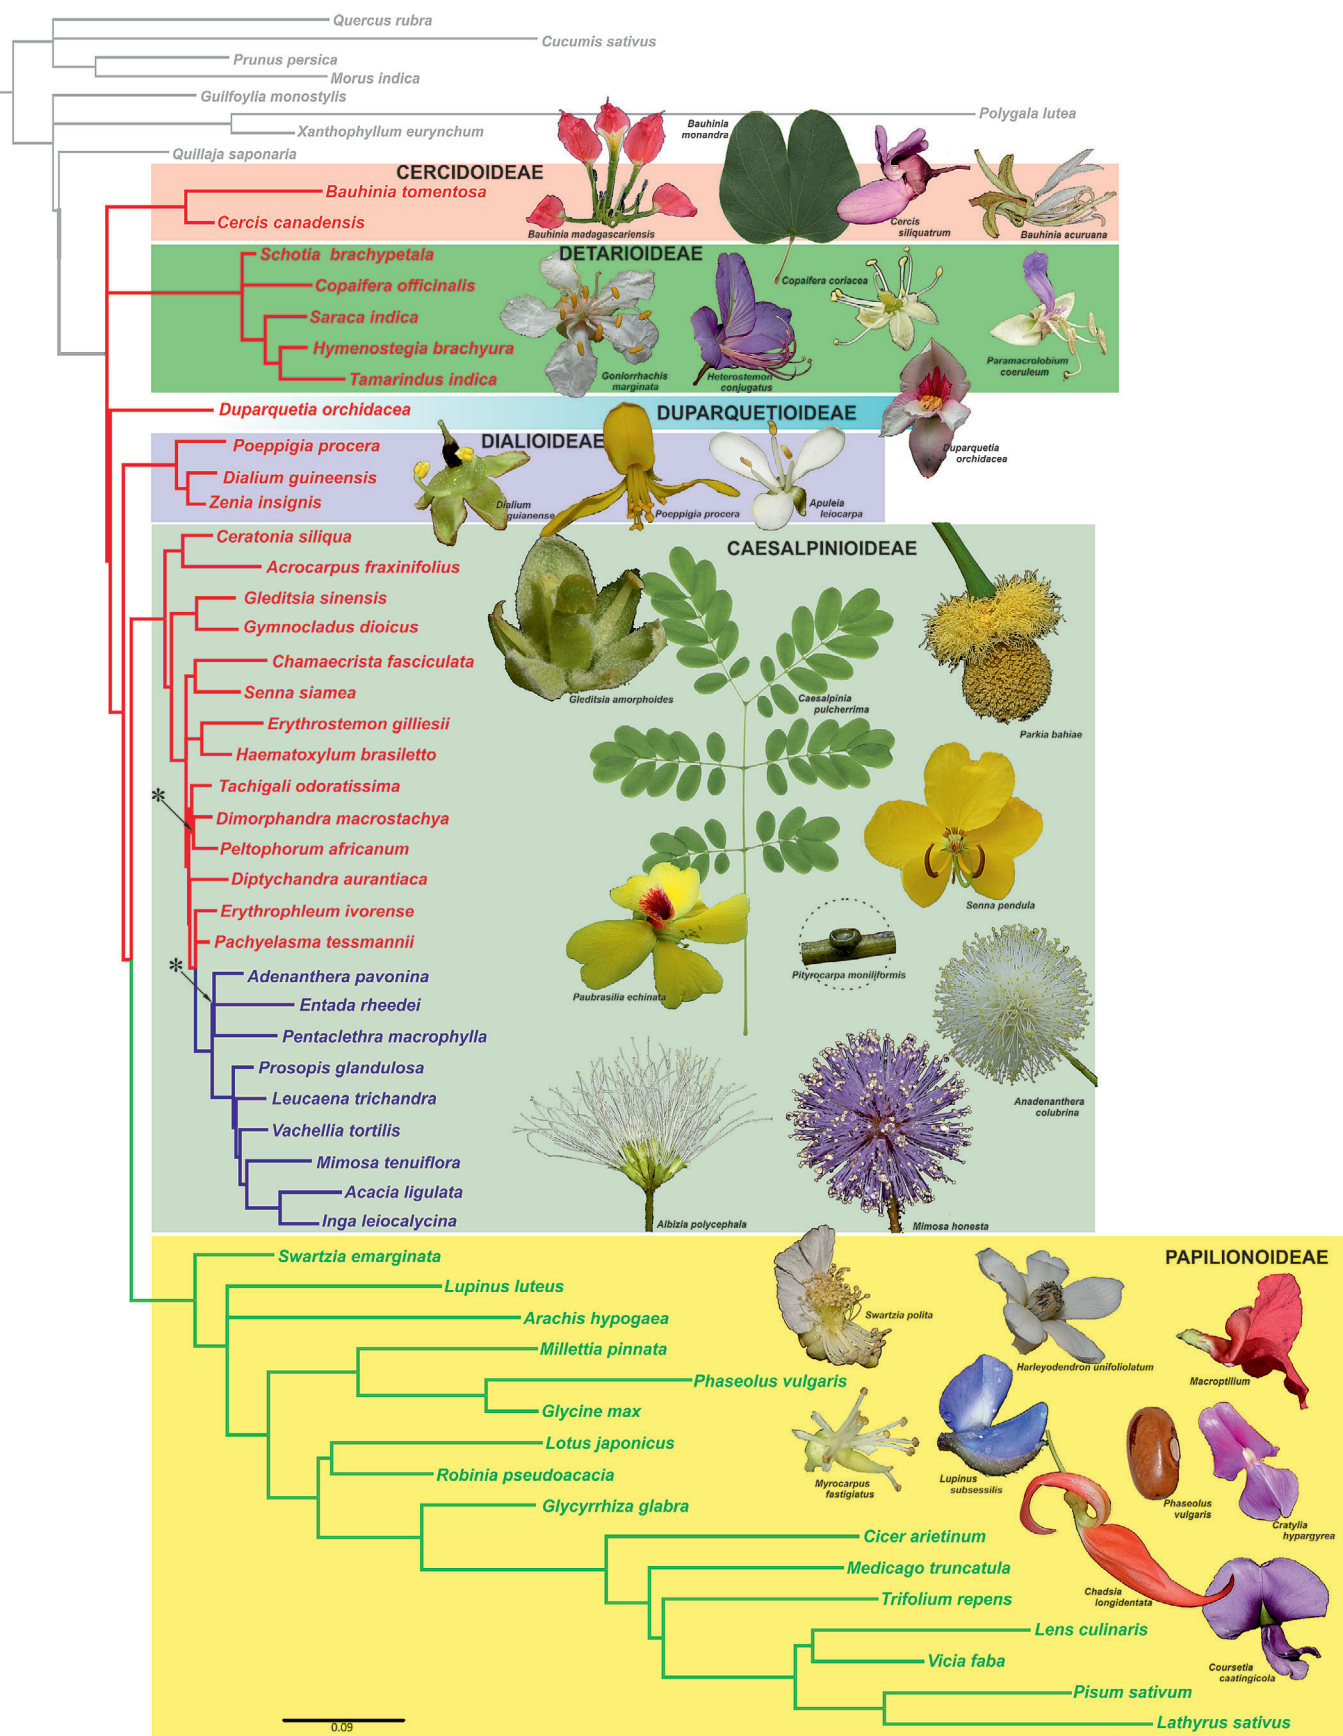 Quercus rubra
Cucumis sativus
Prunus persica
Morus indica
Guilfoylia monostylis
Polygala lutea
Xanthophyllum eurynchum
Quillaja saponaria
CERCIDOIDEAE
Bauhinia
monandra
Bauhinia tomentosa
Cercis canadensis
Bauhinia madagascariensis
Cercis
siliquatrum
Bauhinia acuruana
DETARIOIDEAE
Schotia brachypetala
Copaifera officinalis
Saraca indica
Hymenostegia brachyura
Tamarindus indica
Goniorrhachis
marginata
Heterostemon
conjugatus
Copaifera coriacea
Paramacrolobium
coeruleum
Duparquetia orchidacea
DUPARQUETIOIDEAE
Duparquetia
orchidacea
DIALIOIDEAE
Poeppigia procera
Dialium guineensis
Zenia insignis
Dialium
guianense
Poeppigia procera
Apuleia
leiocarpa
CAESALPINIOIDEAE
Ceratonia siliqua
Acrocarpus fraxinifolius
Gleditsia sinensis
Gymnocladus dioicus
Chamaecrista fasciculata
Senna siamea
Erythrostemon gilliesii
Haematoxylum brasiletto
Tachigali odoratissima
*
Dimorphandra macrostachya
Peltophorum africanum
Diptychandra aurantiaca
Erythrophleum ivorense
Pachyelasma tessmannii
*
Adenanthera pavonina
Entada rheedei
Pentaclethra macrophylla
Prosopis glandulosa
Leucaena trichandra
Vachellia tortilis
Mimosa tenuiflora
Acacia ligulata
Inga leiocalycina
Gleditsia amorphoides
Caesalpinia
pulcherrima
Parkia bahiae
Senna pendula
Paubrasilia echinata
Pityrocarpa moniliformis
Anadenanthera
colubrina
Albizia polycephala
Mimosa honesta
PAPILIONOIDEAE
Swartzia emarginata
Lupinus luteus
Arachis hypogaea
Millettia pinnata
Phaseolus vulgaris
Glycine max
Lotus japonicus
Robinia pseudoacacia
Glycyrrhiza glabra
Cicer arietinum
Medicago truncatula
Trifolium repens
Lens culinaris
Vicia faba
Pisum sativum
Lathyrus sativus
Swartzia polita
Harleyodendron unifoliolatum
Macroptilium
Myrocarpus
fastigiatus
Lupinus
subsessilis
Phaseolus
vulgaris
Cratylia
hypargyrea
Chadsia
longidentata
Coursetia
caatingicola
0.09